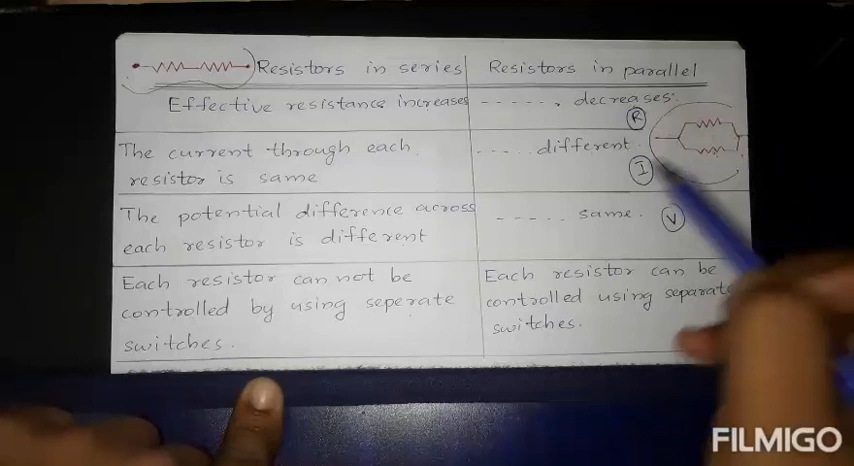 Resistors in series
Resistors in parallel
Effective resistance increases
- - - - - , decreases.
R
The current through each
resistor is same
- - - - - different.
I
The potential difference across
each resistor is different
- - - - - same.
V
Each resistor can not be
controlled by using seperate
switches.
Each resistor can be
controlled using separate
switches.
FILMIGO